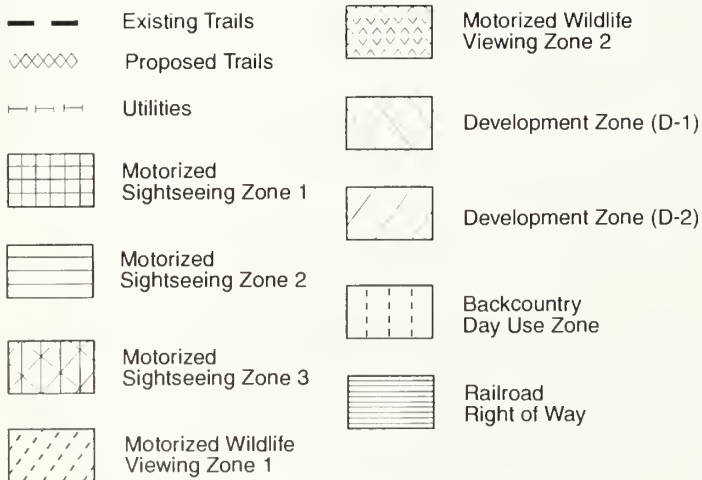 Existing Trails
Proposed Trails
Utilities
Motorized
Sightseeing Zone 1
Motorized
Sightseeing Zone 2
Motorized
Sightseeing Zone 3
Motorized Wildlife
Viewing Zone 1
Motorized Wildlife
Viewing Zone 2
Development Zone (D-1)
Development Zone (D-2)
Backcountry
Day Use Zone
Railroad
Right of Way